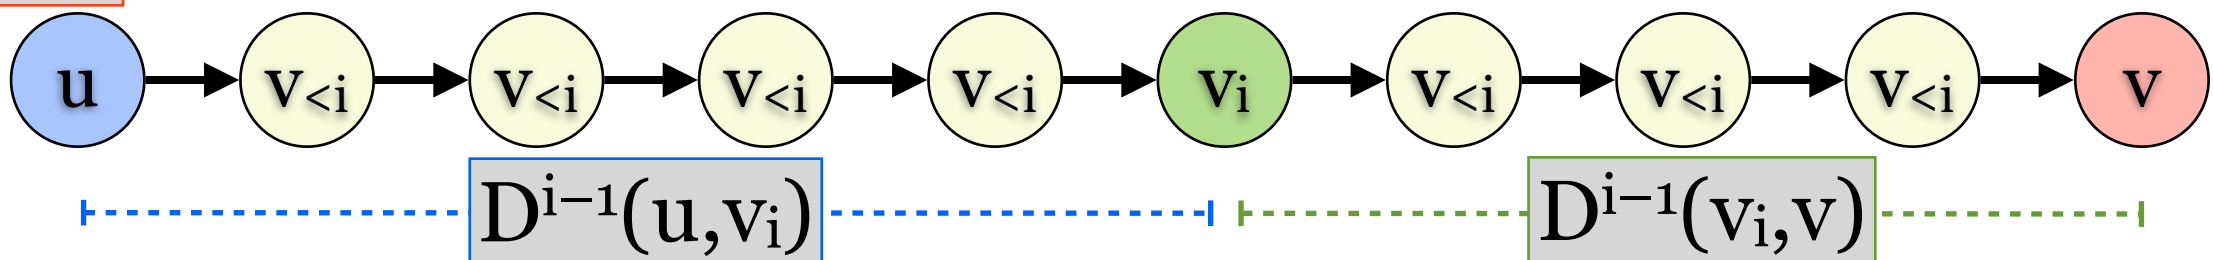 u v<i v<i v<i v<i vi v<i v<i v<i v
Dⁱ⁻¹(u,vᵢ) Dⁱ⁻¹(vᵢ,v)